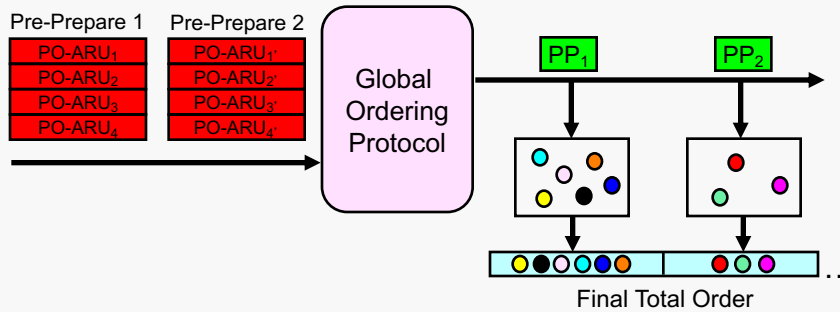 Pre-Prepare 1
PO-ARU₁
PO-ARU₂
PO-ARU₃
PO-ARU₄
Pre-Prepare 2
PO-ARU₁'
PO-ARU₂'
PO-ARU₃'
PO-ARU₄'
Global
Ordering
Protocol
PP₁
PP₂
...
Final Total Order